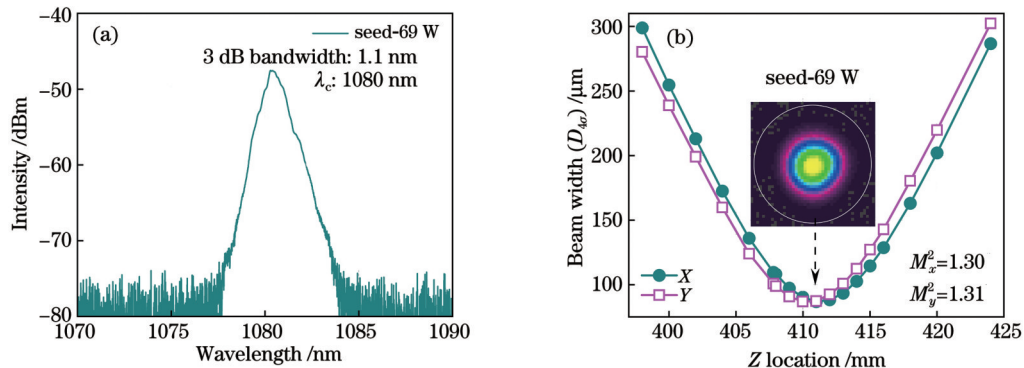 (a)
seed-69 W
3 dB bandwidth: 1.1 nm
λc: 1080 nm
Intensity /dBm
−40
−50
−60
−70
−80
1070
1075
1080
1085
1090
Wavelength /nm
(b)
seed-69 W
Beam width (D4σ) /μm
300
250
200
150
100
X
Y
M²x=1.30
M²y=1.31
400
405
410
415
420
425
Z location /mm